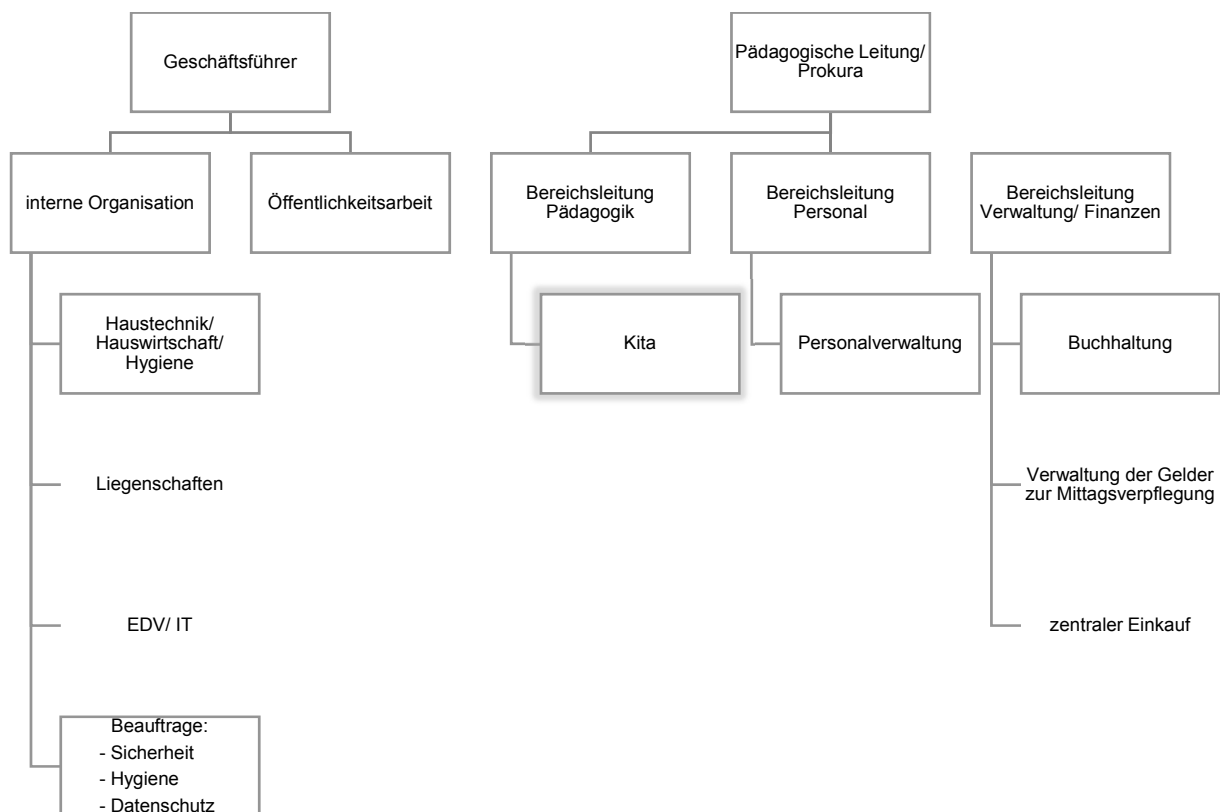 Geschäftsführer
Pädagogische Leitung/
Prokura
interne Organisation
Öffentlichkeitsarbeit
Bereichsleitung
Pädagogik
Bereichsleitung
Personal
Bereichsleitung
Verwaltung/ Finanzen
Haustechnik/
Hauswirtschaft/
Hygiene
Kita
Personalverwaltung
Buchhaltung
Liegenschaften
Verwaltung der Gelder
zur Mittagsverpflegung
EDV/ IT
zentraler Einkauf
Beauftrage:
- Sicherheit
- Hygiene
- Datenschutz